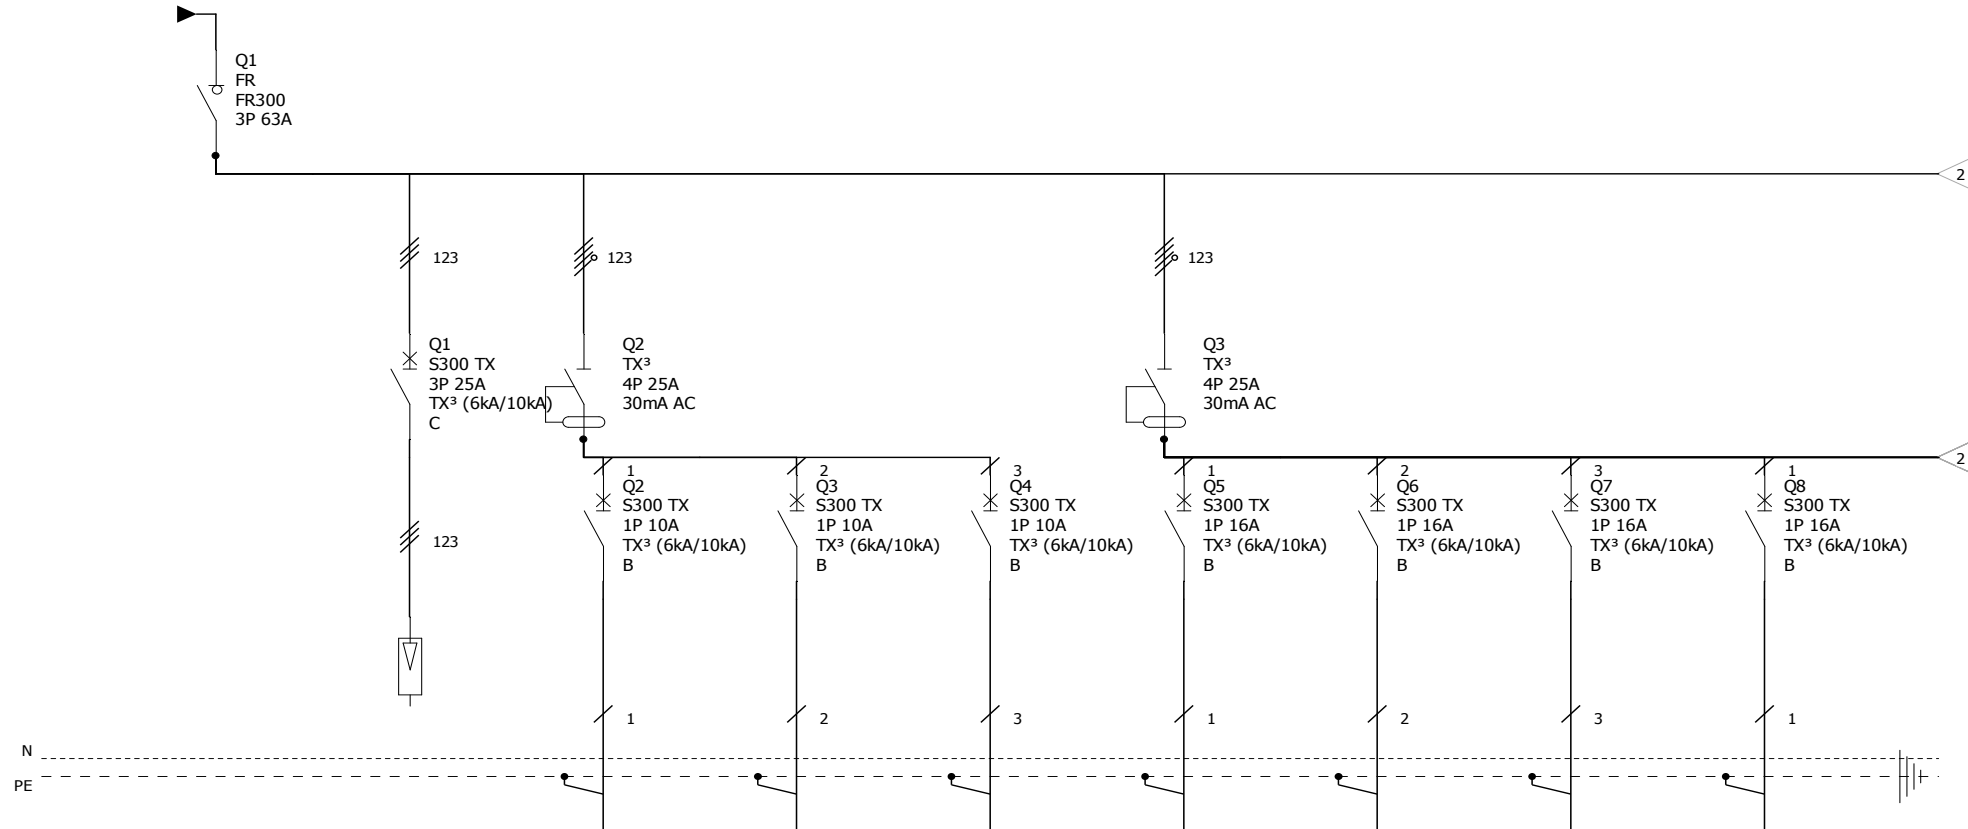 Q1
FR
FR300
3P 63A
2
123
123
123
Q1
S300 TX
3P 25A
TX³ (6kA/10kA)
C
Q2
TX³
4P 25A
30mA AC
Q3
TX³
4P 25A
30mA AC
2
1
Q2
S300 TX
1P 10A
TX³ (6kA/10kA)
B
2
Q3
S300 TX
1P 10A
TX³ (6kA/10kA)
B
3
Q4
S300 TX
1P 10A
TX³ (6kA/10kA)
B
1
Q5
S300 TX
1P 16A
TX³ (6kA/10kA)
B
2
Q6
S300 TX
1P 16A
TX³ (6kA/10kA)
B
3
Q7
S300 TX
1P 16A
TX³ (6kA/10kA)
B
1
Q8
S300 TX
1P 16A
TX³ (6kA/10kA)
B
123
1
2
3
1
2
3
1
N
PE